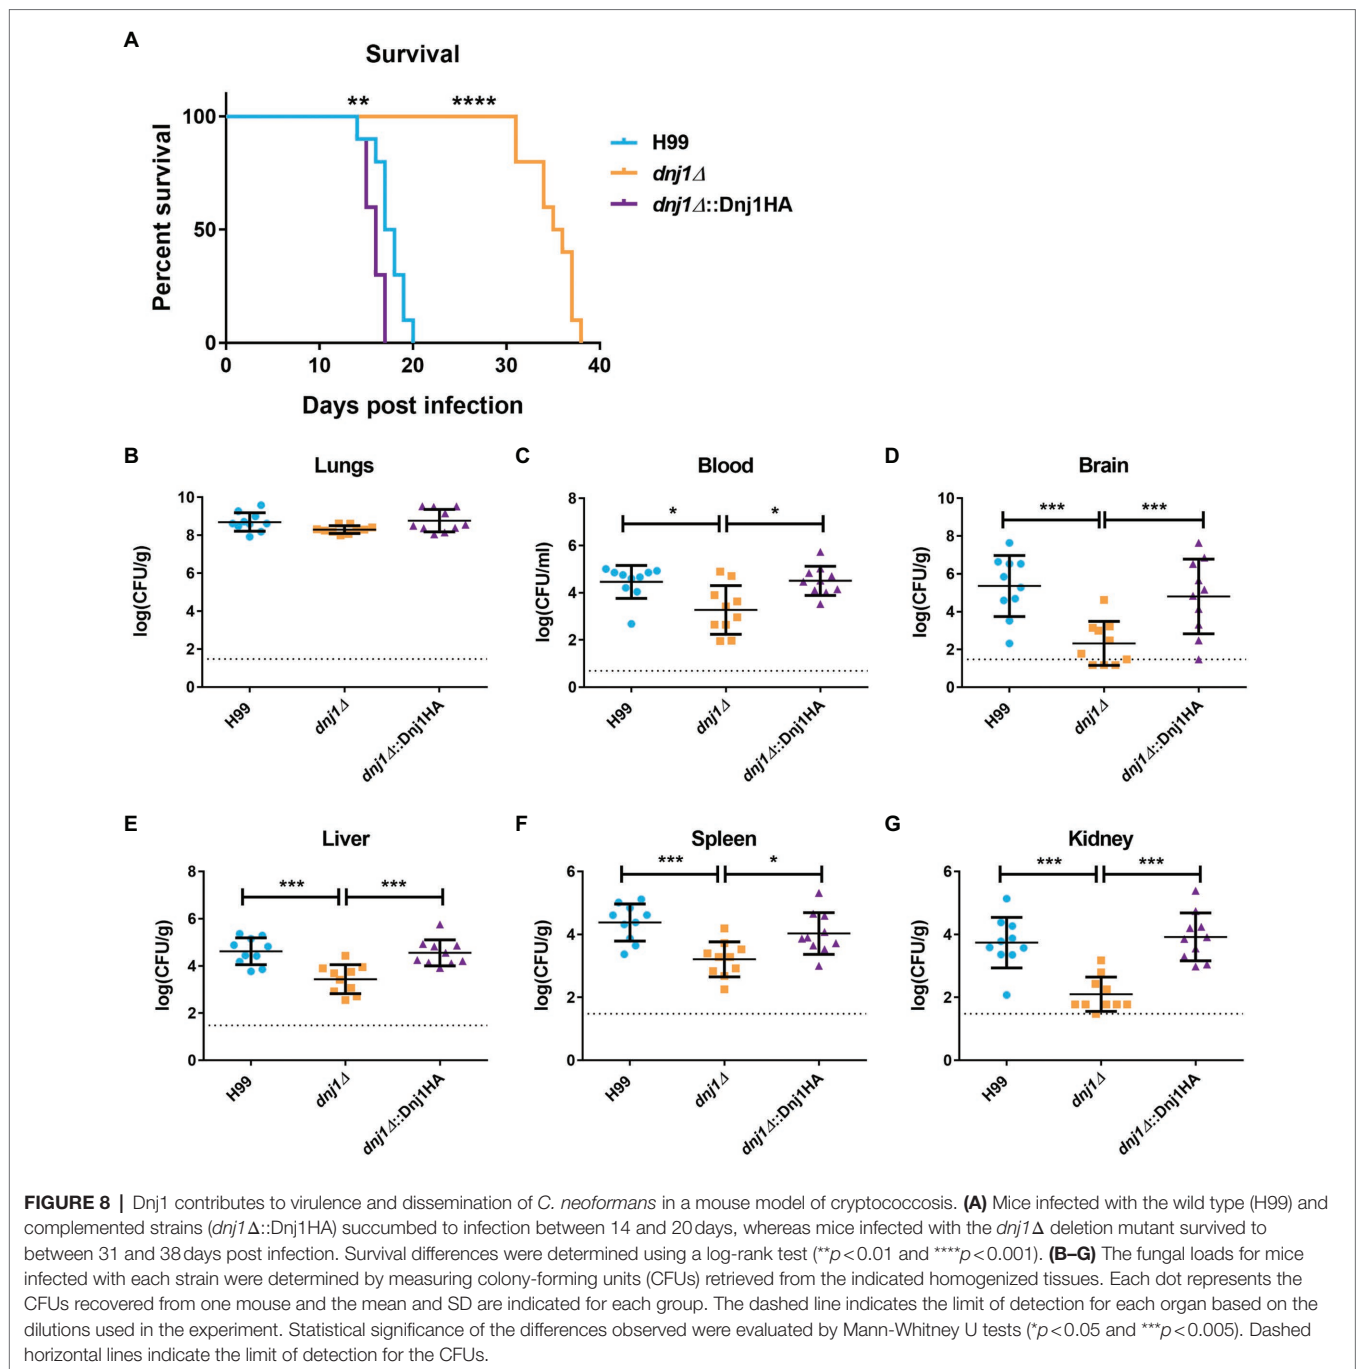 A
Survival
** ****
100
50
0
Percent survival
0 10 20 30 40
Days post infection
H99
dnj1Δ
dnj1Δ::Dnj1HA
B
Lungs
10
8
6
4
2
0
log(CFU/g)
H99
dnj1Δ
dnj1Δ::Dnj1HA
C
Blood
* *
8
6
4
2
0
log(CFU/ml)
H99
dnj1Δ
dnj1Δ::Dnj1HA
D
Brain
*** ***
10
8
6
4
2
0
log(CFU/g)
H99
dnj1Δ
dnj1Δ::Dnj1HA
E
Liver
*** ***
8
6
4
2
0
log(CFU/g)
H99
dnj1Δ
dnj1Δ::Dnj1HA
F
Spleen
*** *
6
4
2
0
log(CFU/g)
H99
dnj1Δ
dnj1Δ::Dnj1HA
G
Kidney
*** ***
6
4
2
0
log(CFU/g)
H99
dnj1Δ
dnj1Δ::Dnj1HA
FIGURE 8 | Dnj1 contributes to virulence and dissemination of C. neoformans in a mouse model of cryptococcosis. (A) Mice infected with the wild type (H99) and
complemented strains (dnj1Δ::Dnj1HA) succumbed to infection between 14 and 20 days, whereas mice infected with the dnj1Δ deletion mutant survived to
between 31 and 38 days post infection. Survival differences were determined using a log-rank test (**p < 0.01 and ****p < 0.001). (B–G) The fungal loads for mice
infected with each strain were determined by measuring colony-forming units (CFUs) retrieved from the indicated homogenized tissues. Each dot represents the
CFUs recovered from one mouse and the mean and SD are indicated for each group. The dashed line indicates the limit of detection for each organ based on the
dilutions used in the experiment. Statistical significance of the differences observed were evaluated by Mann-Whitney U tests (*p < 0.05 and ***p < 0.005). Dashed
horizontal lines indicate the limit of detection for the CFUs.